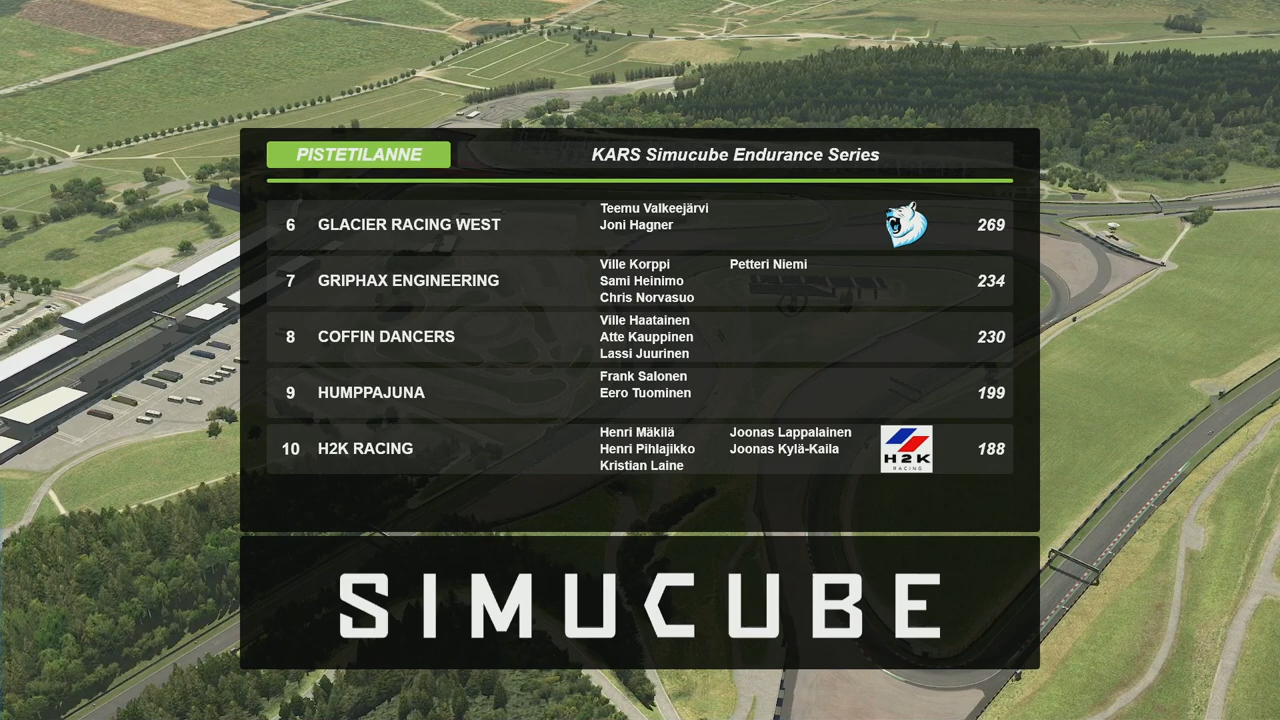 PISTETILANNE KARS Simucube Endurance Series
6 GLACIER RACING WEST Teemu Valkeejärvi 269
Joni Hagner
7 GRIPHAX ENGINEERING Ville Korppi Petteri Niemi 234
Sami Heinimo
Chris Norvasuo
8 COFFIN DANCERS Ville Haatainen 230
Atte Kauppinen
Lassi Juurinen
9 HUMPPAJUNA Frank Salonen 199
Eero Tuominen
10 H2K RACING Henri Mäkilä Joonas Lappalainen 188
Henri Pihlajikko Joonas Kylä-Kaila
Kristian Laine
H2K
RACING
SIMUCUBE